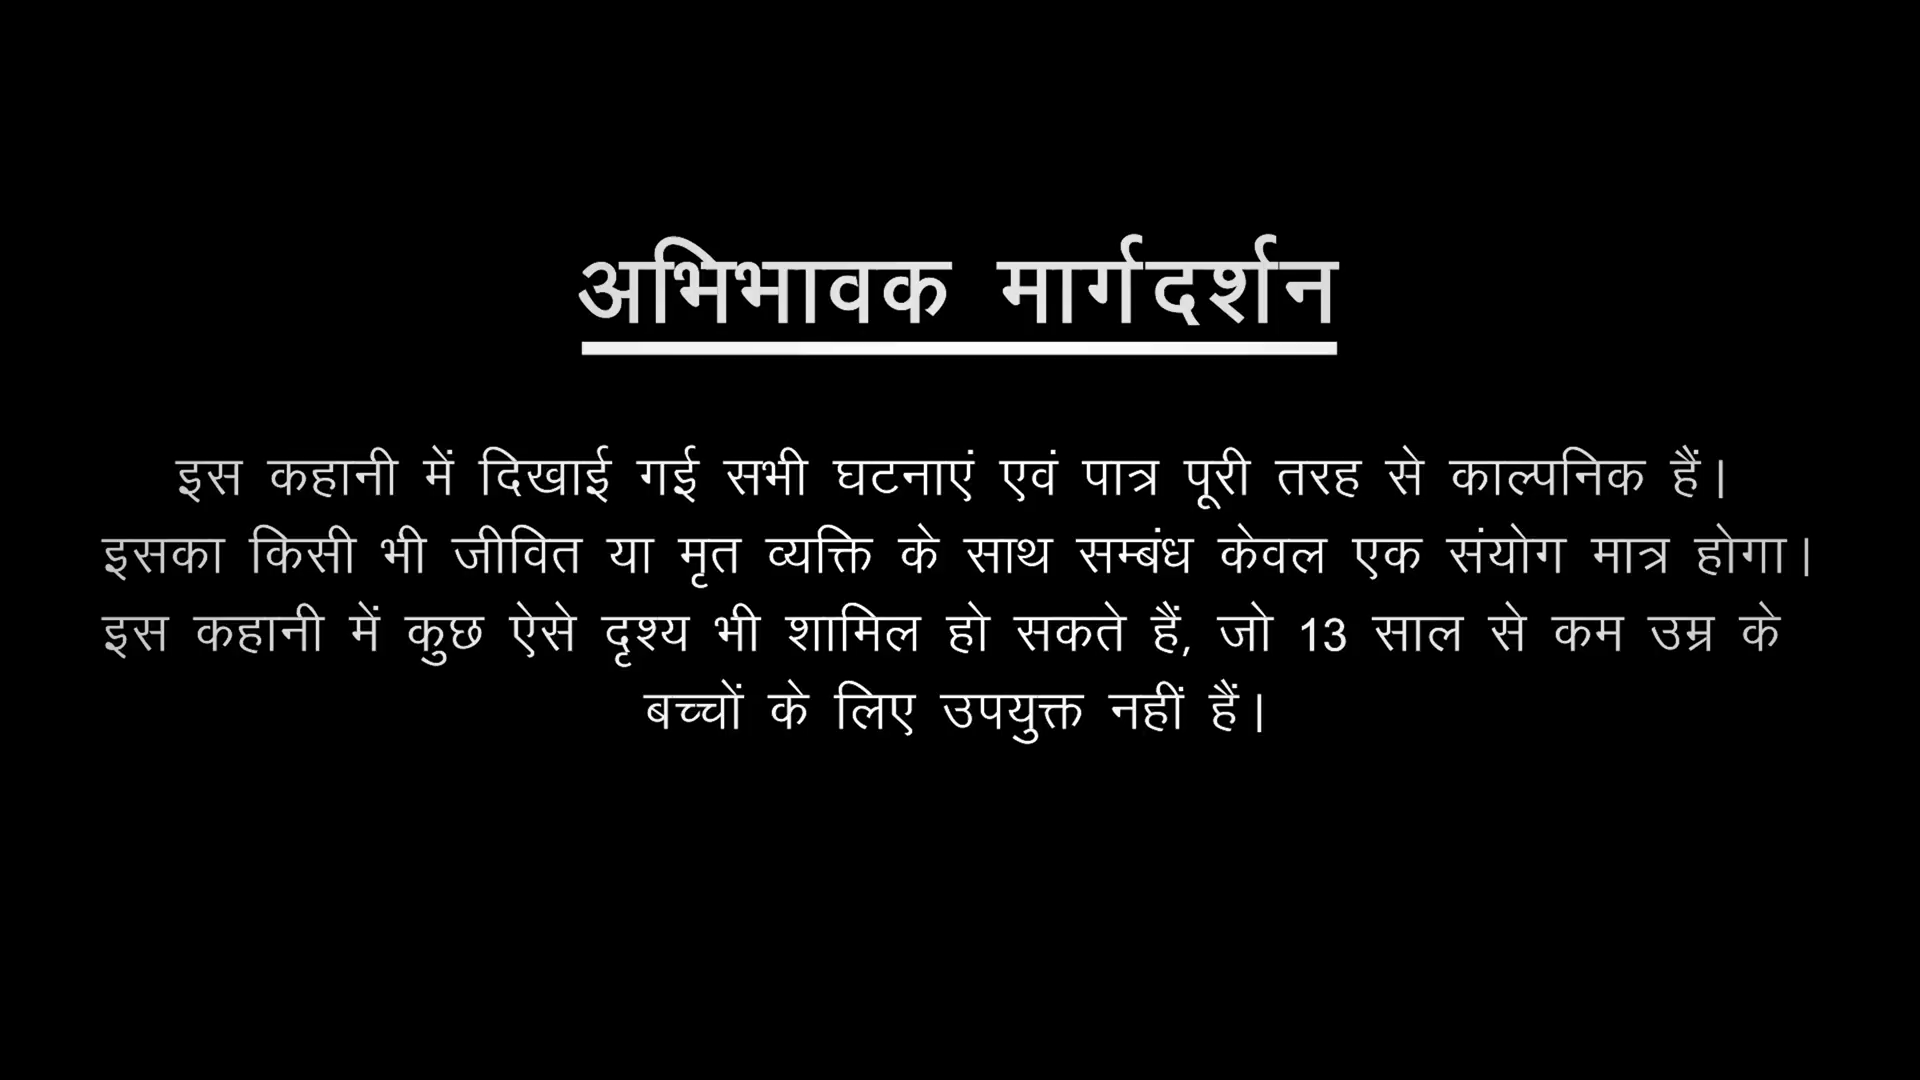 अभिभावक मार्गदर्शन
इस कहानी में दिखाई गई सभी घटनाएं एवं पात्र पूरी तरह से काल्पनिक हैं।
इसका किसी भी जीवित या मृत व्यक्ति के साथ सम्बंध केवल एक संयोग मात्र होगा।
इस कहानी में कुछ ऐसे दृश्य भी शामिल हो सकते हैं, जो 13 साल से कम उम्र के
बच्चों के लिए उपयुक्त नहीं हैं।